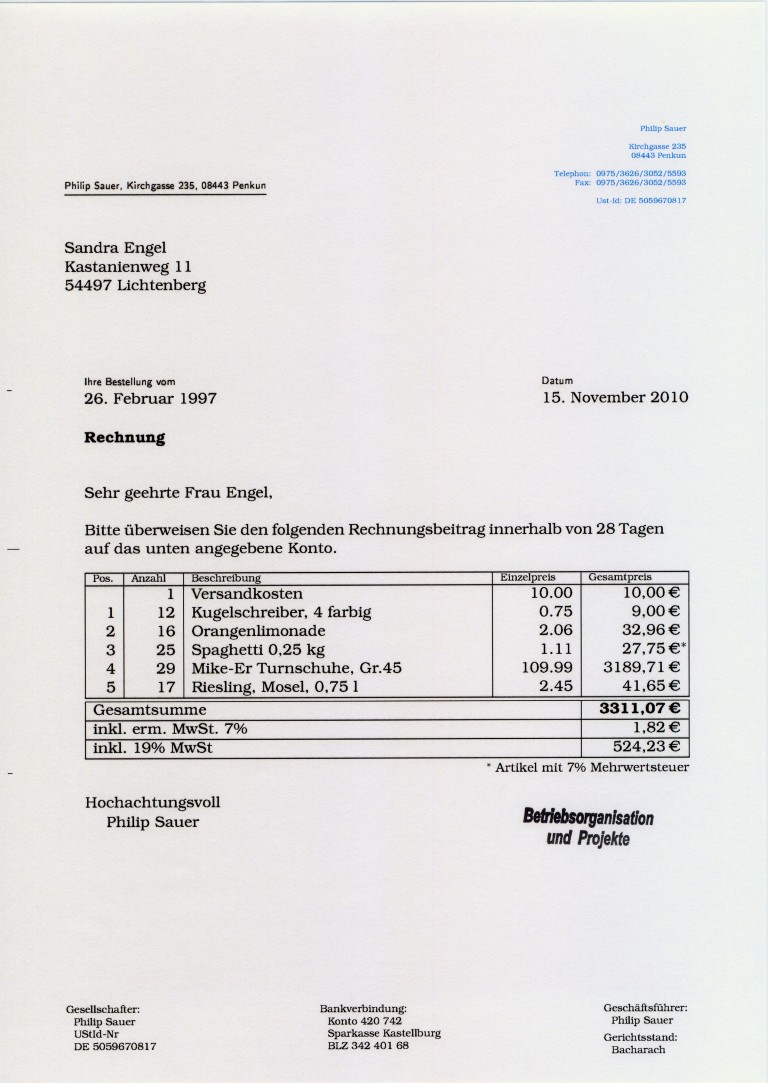 Philip Sauer
Kirchgasse 235
08443 Penkun
Telephon: 0975/3626/3052/5593
Fax: 0975/3626/3052/5593
Ust-Id: DE 5059670817
Philip Sauer, Kirchgasse 235, 08443 Penkun
Sandra Engel
Kastanienweg 11
54497 Lichtenberg
Ihre Bestellung vom Datum
26. Februar 1997 15. November 2010
Rechnung
Sehr geehrte Frau Engel,
Bitte überweisen Sie den folgenden Rechnungsbeitrag innerhalb von 28 Tagen
auf das unten angegebene Konto.
Pos. Anzahl Beschreibung Einzelpreis Gesamtpreis
1 Versandkosten 10.00 10,00 €
1 12 Kugelschreiber, 4 farbig 0.75 9,00 €
2 16 Orangenlimonade 2.06 32,96 €
3 25 Spaghetti 0,25 kg 1.11 27,75 €*
4 29 Mike-Er Turnschuhe, Gr.45 109.99 3189,71 €
5 17 Riesling, Mosel, 0,75 l 2.45 41,65 €
Gesamtsumme 3311,07 €
inkl. erm. MwSt. 7% 1,82 €
inkl. 19% MwSt 524,23 €
* Artikel mit 7% Mehrwertsteuer
Hochachtungsvoll
Philip Sauer
Betriebsorganisation
und Projekte
Gesellschafter:
Philip Sauer
UStId-Nr
DE 5059670817
Bankverbindung:
Konto 420 742
Sparkasse Kastellburg
BLZ 342 401 68
Geschäftsführer:
Philip Sauer
Gerichtsstand:
Bacharach